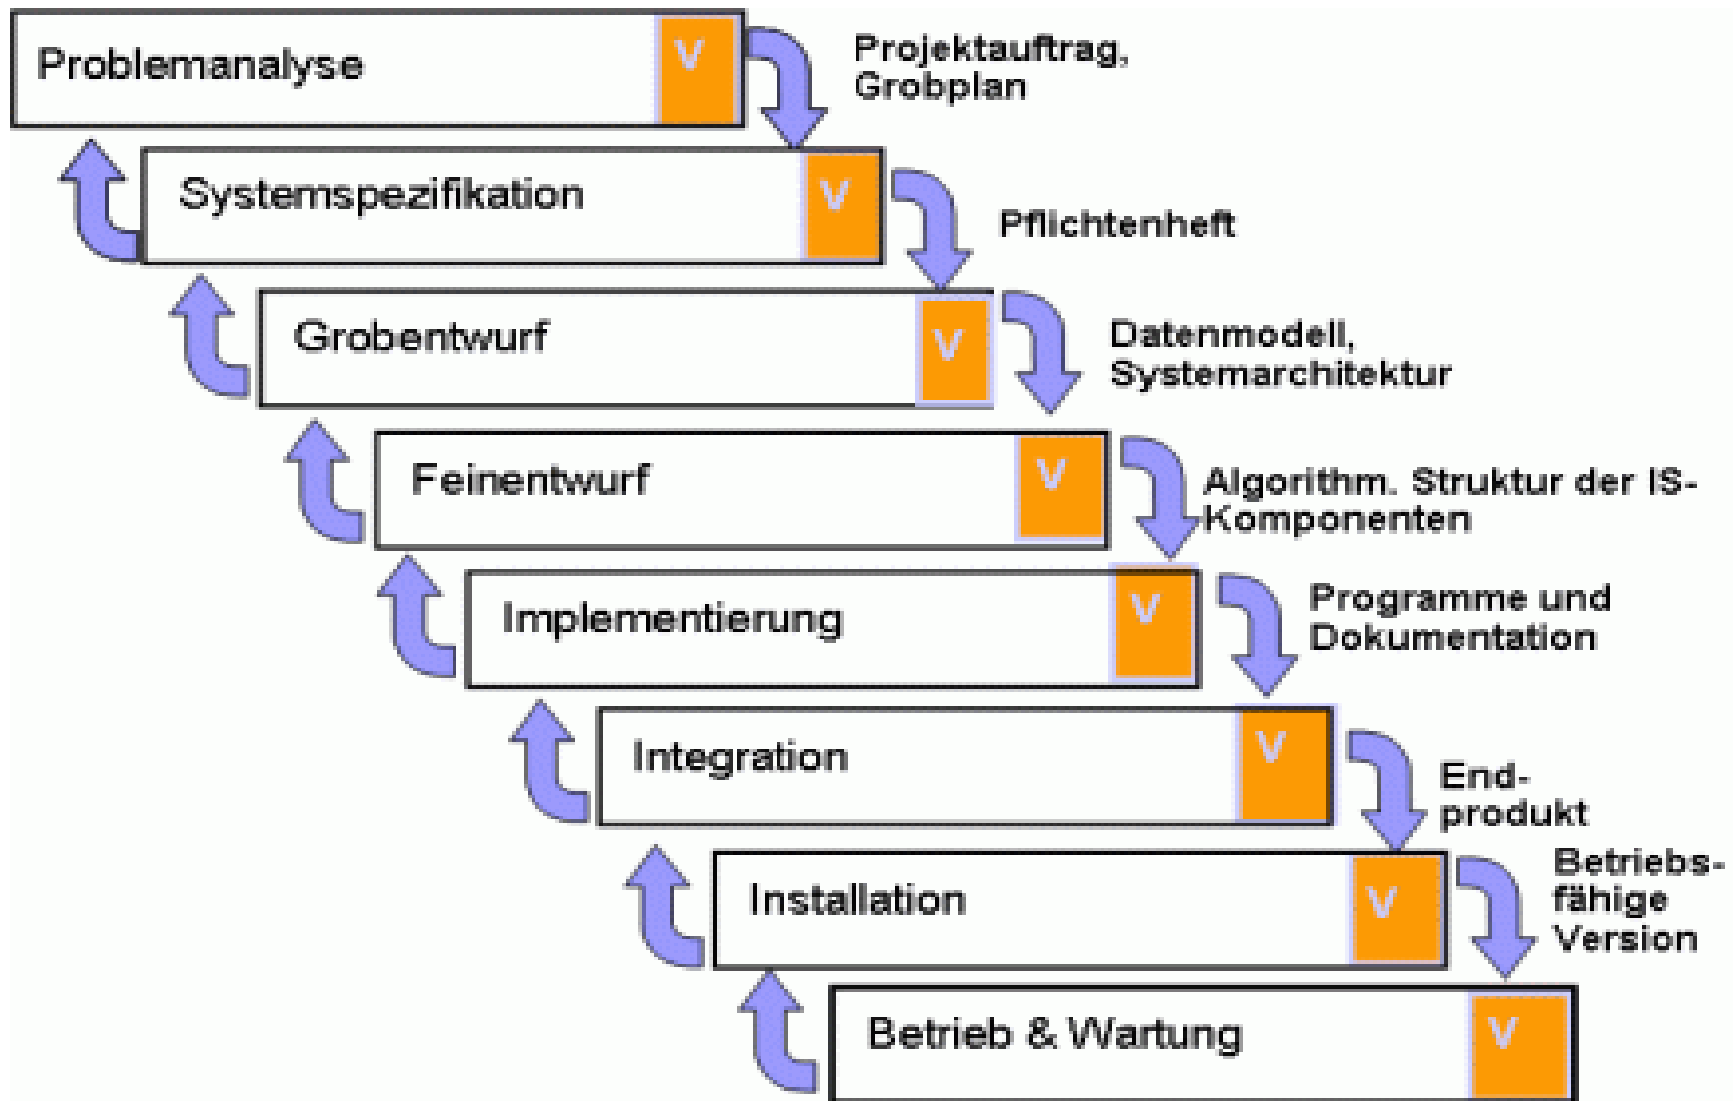 Problemanalyse
V
Projektauftrag,
Grobplan
Systemspezifikation
V
Pflichtenheft
Grobentwurf
V
Datenmodell,
Systemarchitektur
Feinentwurf
V
Algorithm. Struktur der IS-
Komponenten
Implementierung
V
Programme und
Dokumentation
Integration
V
End-
produkt
Installation
V
Betriebs-
fähige
Version
Betrieb & Wartung
V